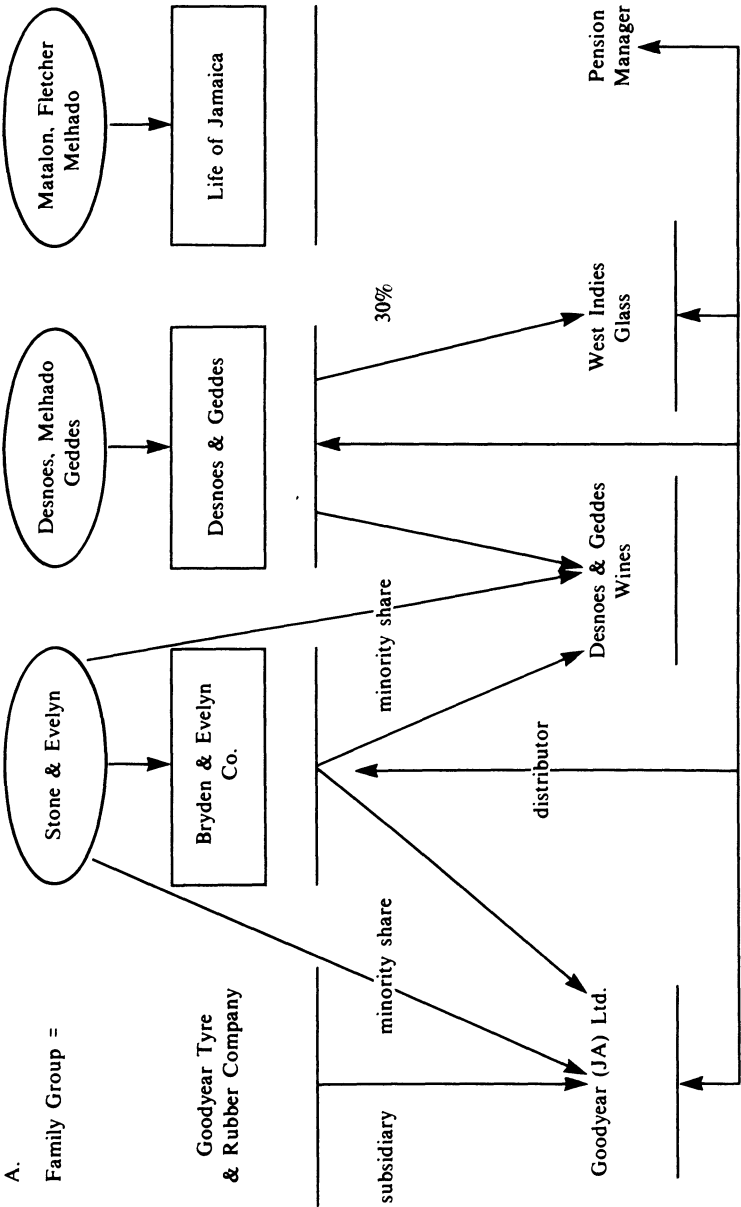 A.
Family Group =
Stone & Evelyn
Desnoes, Melhado
Geddes
Matalon, Fletcher
Melhado
Goodyear Tyre
& Rubber Company
Bryden & Evelyn
Co.
Desnoes & Geddes
Life of Jamaica
subsidiary
minority share
minority share
30%
distributor
Goodyear (JA) Ltd.
Desnoes & Geddes
Wines
West Indies
Glass
Pension
Manager